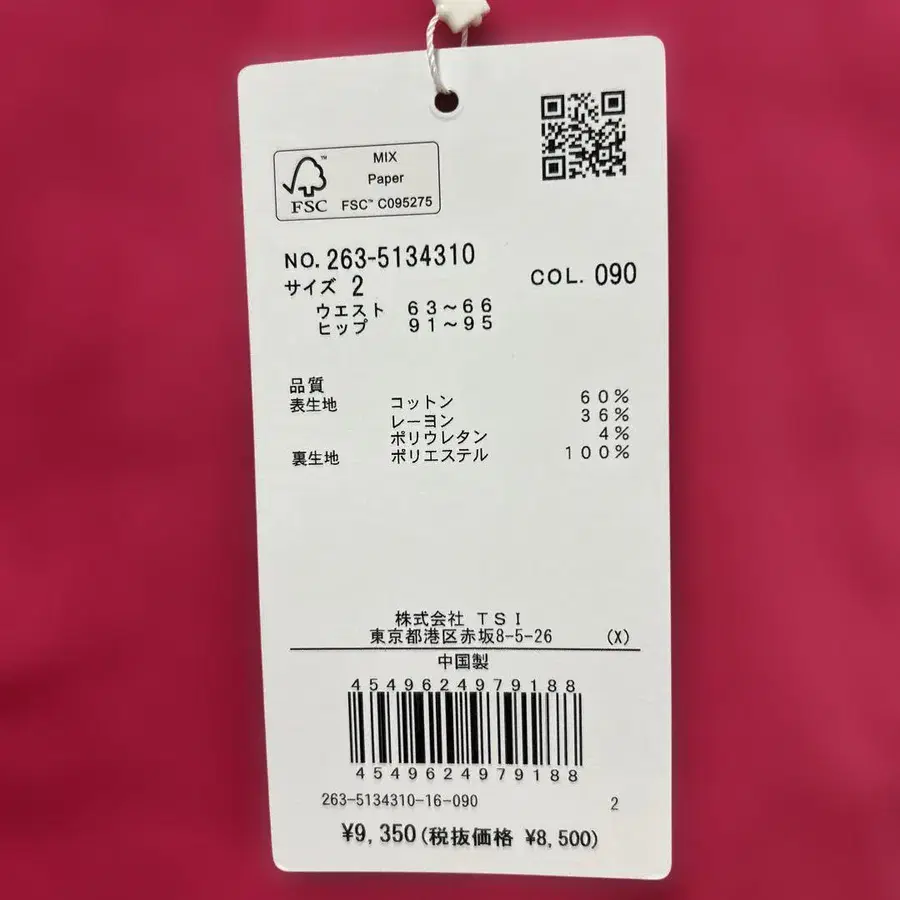 MIX
Paper
FSC™ C095275
FSC
NO. 263-5134310
サイズ 2
COL. 090
ウエスト 63~66
ヒップ 91~95
品質
表生地 コットン 60%
レーヨン 36%
ポリウレタン 4%
裏生地 ポリエステル 100%
株式会社 TSI
東京都港区赤坂8-5-26 (X)
中国製
4549624979188
4549624979188
263-5134310-16-090 2
¥9,350(税抜価格 ¥8,500)